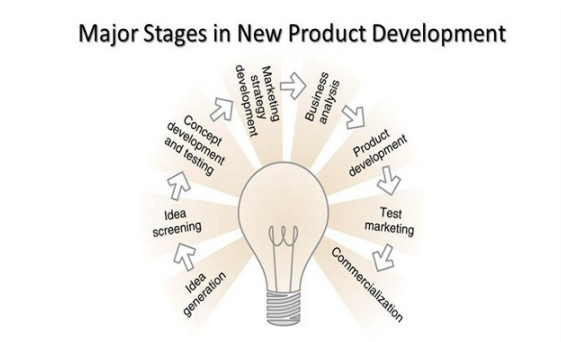 Major Stages in New Product Development
Idea
generation
Idea
screening
Concept
development
and testing
Marketing
strategy
development
Business
analysis
Product
development
Test
marketing
Commercialization